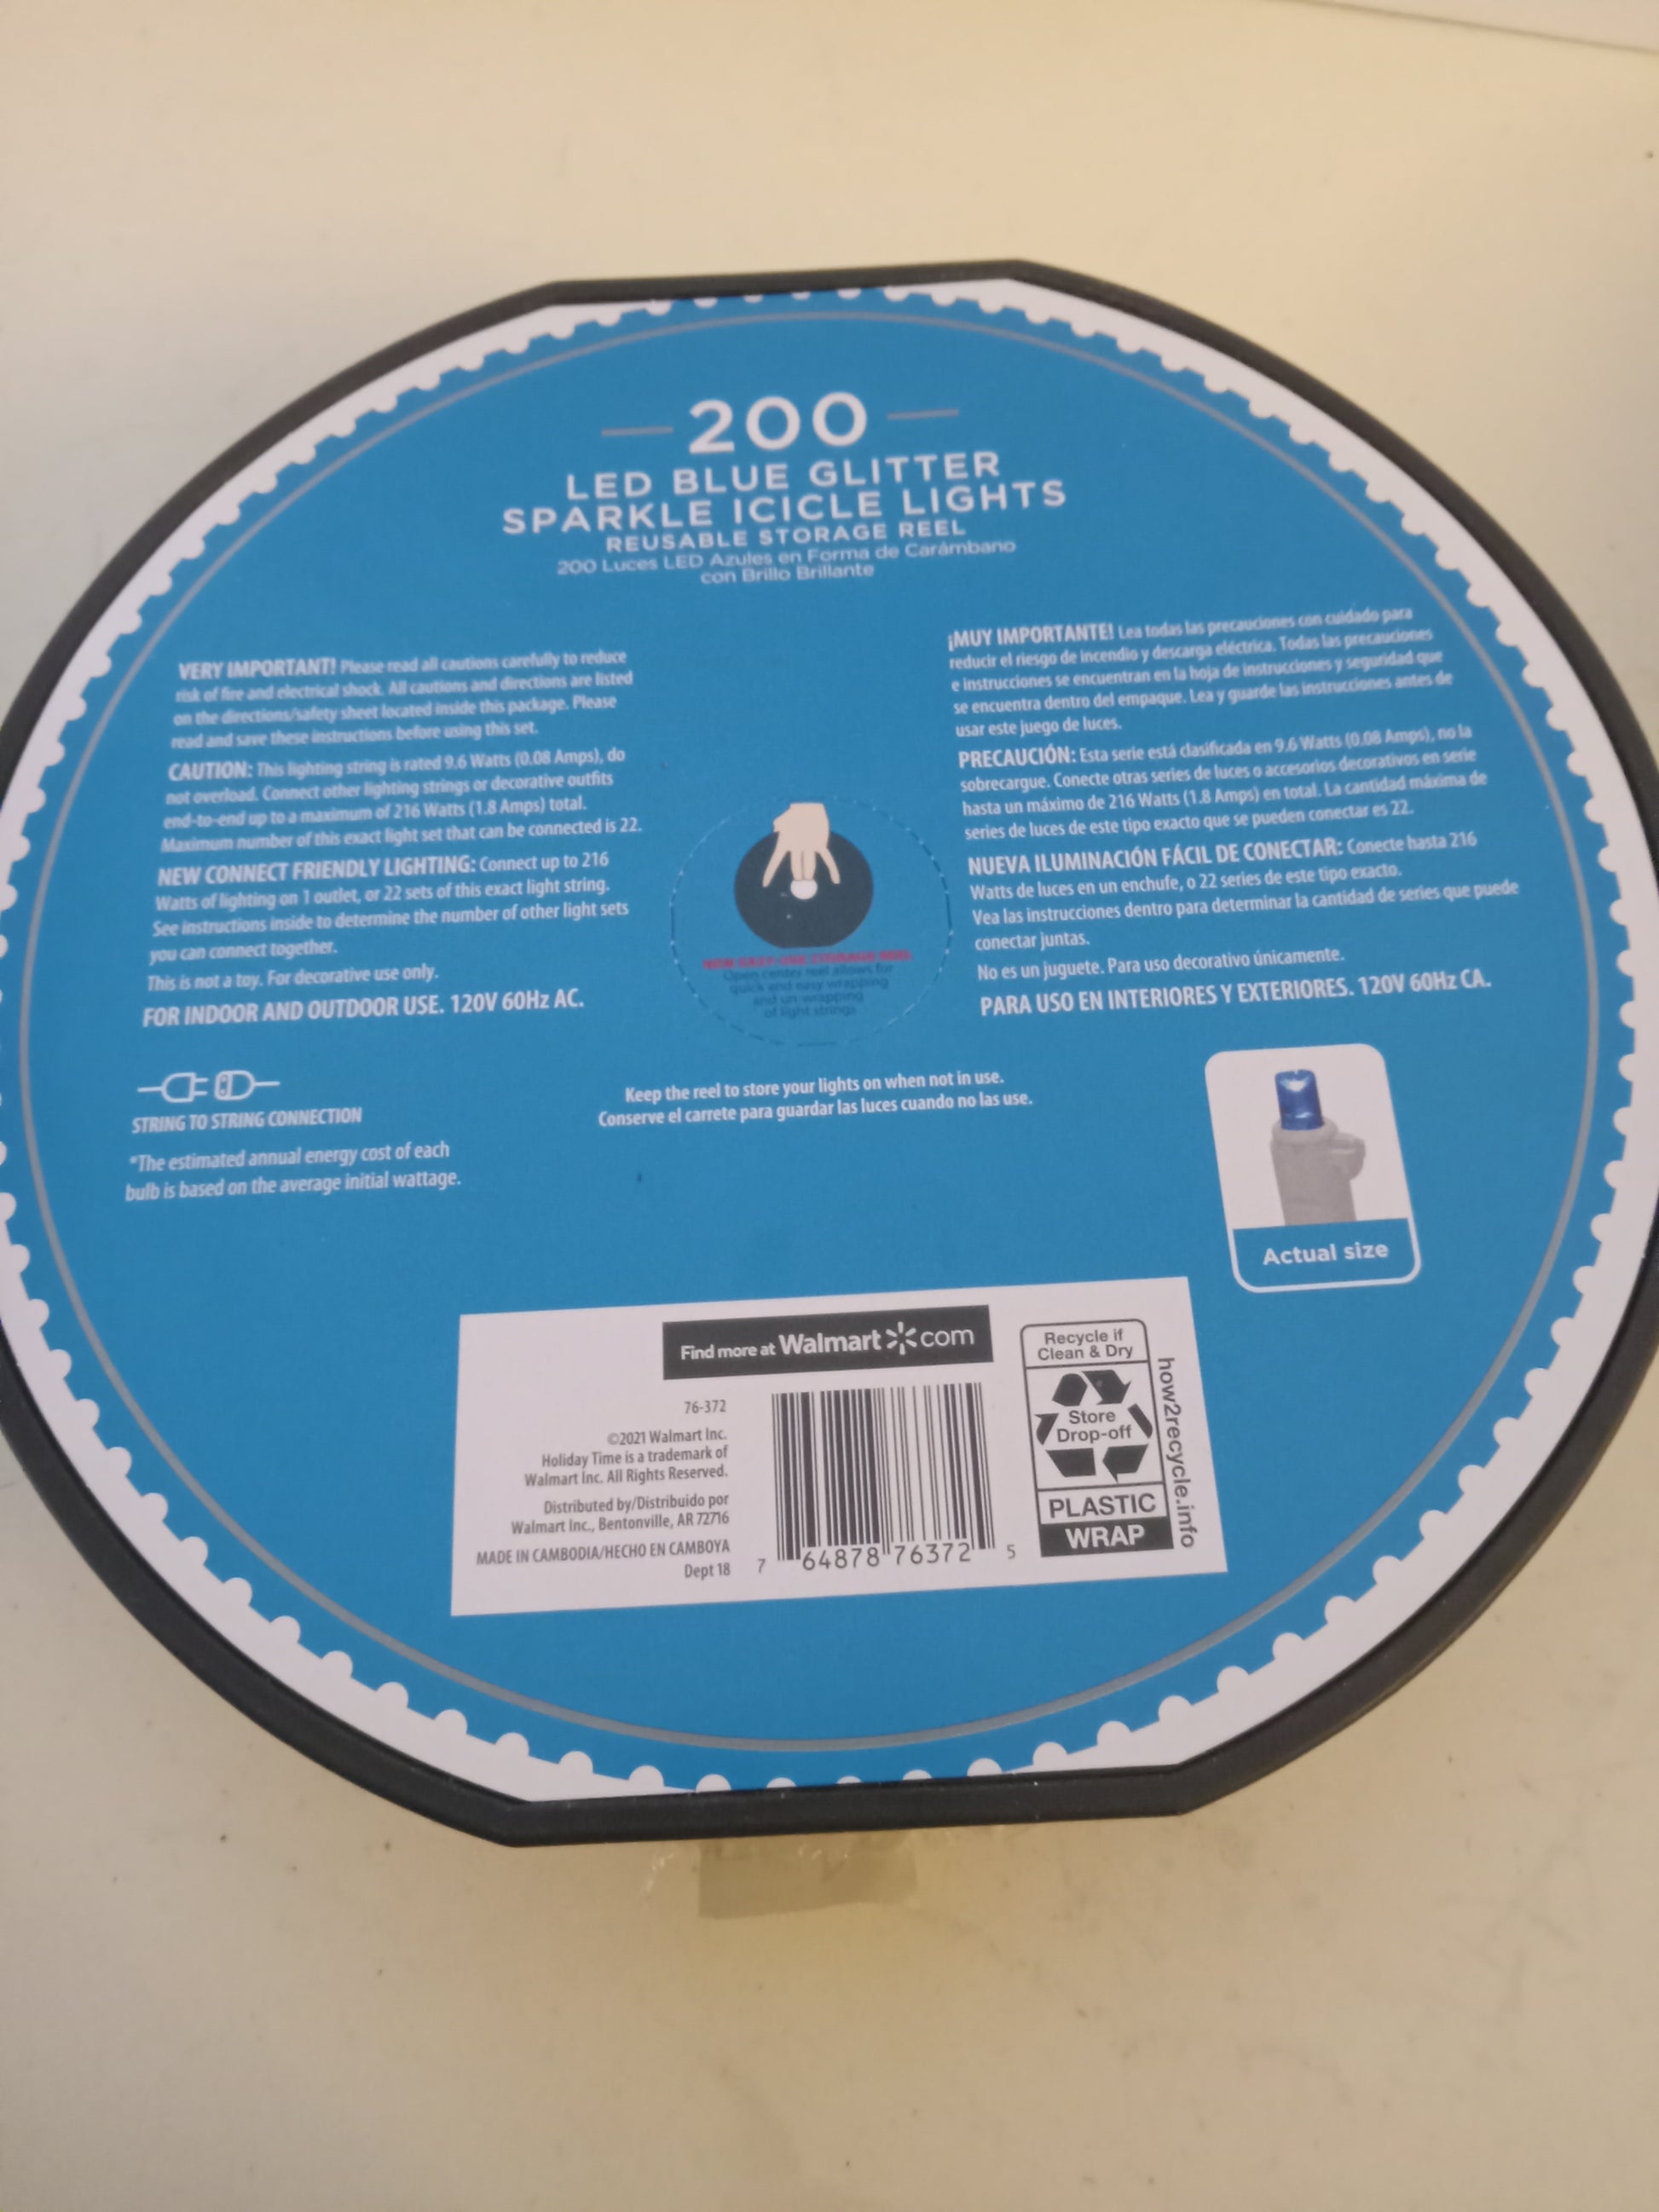 200
LED BLUE GLITTER
SPARKLE ICICLE LIGHTS
REUSABLE STORAGE REEL
200 Luces LED Azules en Forma de Carámbano
con Brillo Brillante
VERY IMPORTANT! Please read all cautions carefully to reduce
risk of fire and electrical shock. All cautions and directions are listed
on the directions/safety sheet located inside this package. Please
read and save these instructions before using this set.
CAUTION: This lighting string is rated 9.6 Watts (0.08 Amps), do
not overload. Connect other lighting strings or decorative outfits
end-to-end up to a maximum of 216 Watts (1.8 Amps) total.
Maximum number of this exact light set that can be connected is 22.
NEW CONNECT FRIENDLY LIGHTING: Connect up to 216
Watts of lighting on 1 outlet, or 22 sets of this exact light string.
See instructions inside to determine the number of other light sets
you can connect together.
This is not a toy. For decorative use only.
FOR INDOOR AND OUTDOOR USE. 120V 60Hz AC.
STRING TO STRING CONNECTION
*The estimated annual energy cost of each
bulb is based on the average initial wattage.
NEW EASY-USE STORAGE REEL
Open center reel allows for
quick and easy wrapping
and un-wrapping
of light strings
Keep the reel to store your lights on when not in use.
Conserve el carrete para guardar las luces cuando no las use.
¡MUY IMPORTANTE! Lea todas las precauciones con cuidado para
reducir el riesgo de incendio y descarga eléctrica. Todas las precauciones
e instrucciones se encuentran en la hoja de instrucciones y seguridad que
se encuentra dentro del empaque. Lea y guarde las instrucciones antes de
usar este juego de luces.
PRECAUCIÓN: Esta serie está clasificada en 9.6 Watts (0.08 Amps), no la
sobrecargue. Conecte otras series de luces o accesorios decorativos en serie
hasta un máximo de 216 Watts (1.8 Amps) en total. La cantidad máxima de
series de luces de este tipo exacto que se pueden conectar es 22.
NUEVA ILUMINACIÓN FÁCIL DE CONECTAR: Conecte hasta 216
Watts de luces en un enchufe, o 22 series de este tipo exacto.
Vea las instrucciones dentro para determinar la cantidad de series que puede
conectar juntas.
No es un juguete. Para uso decorativo únicamente.
PARA USO EN INTERIORES Y EXTERIORES. 120V 60Hz CA.
Actual size
Find more at Walmart com
76-372
©2021 Walmart Inc.
Holiday Time is a trademark of
Walmart Inc. All Rights Reserved.
Distributed by/Distribuido por
Walmart Inc., Bentonville, AR 72716
MADE IN CAMBODIA/HECHO EN CAMBOYA
Dept 18
7 64878 76372 5
Recycle if
Clean & Dry
Store
Drop-off
PLASTIC
WRAP
how2recycle.info